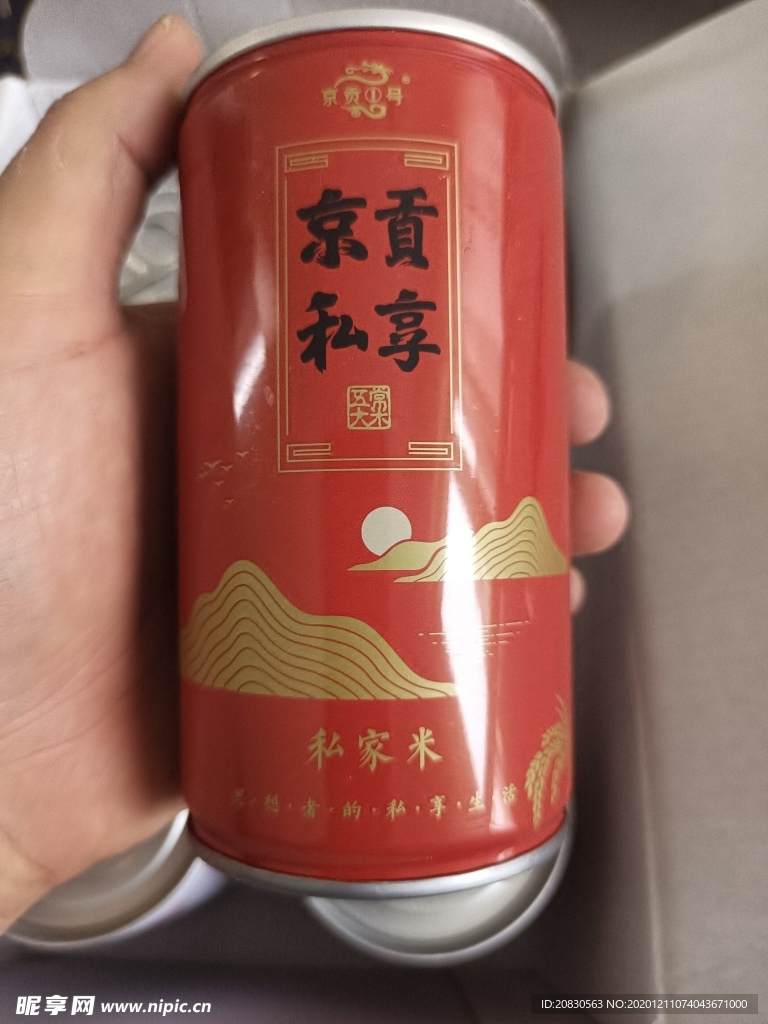 京贡1号
京貢
私享
五常
大米
私家米
思·想·者·的·私·享·生·活
昵享网 www.nipic.cn
ID:20830563 NO:20201211074043671000